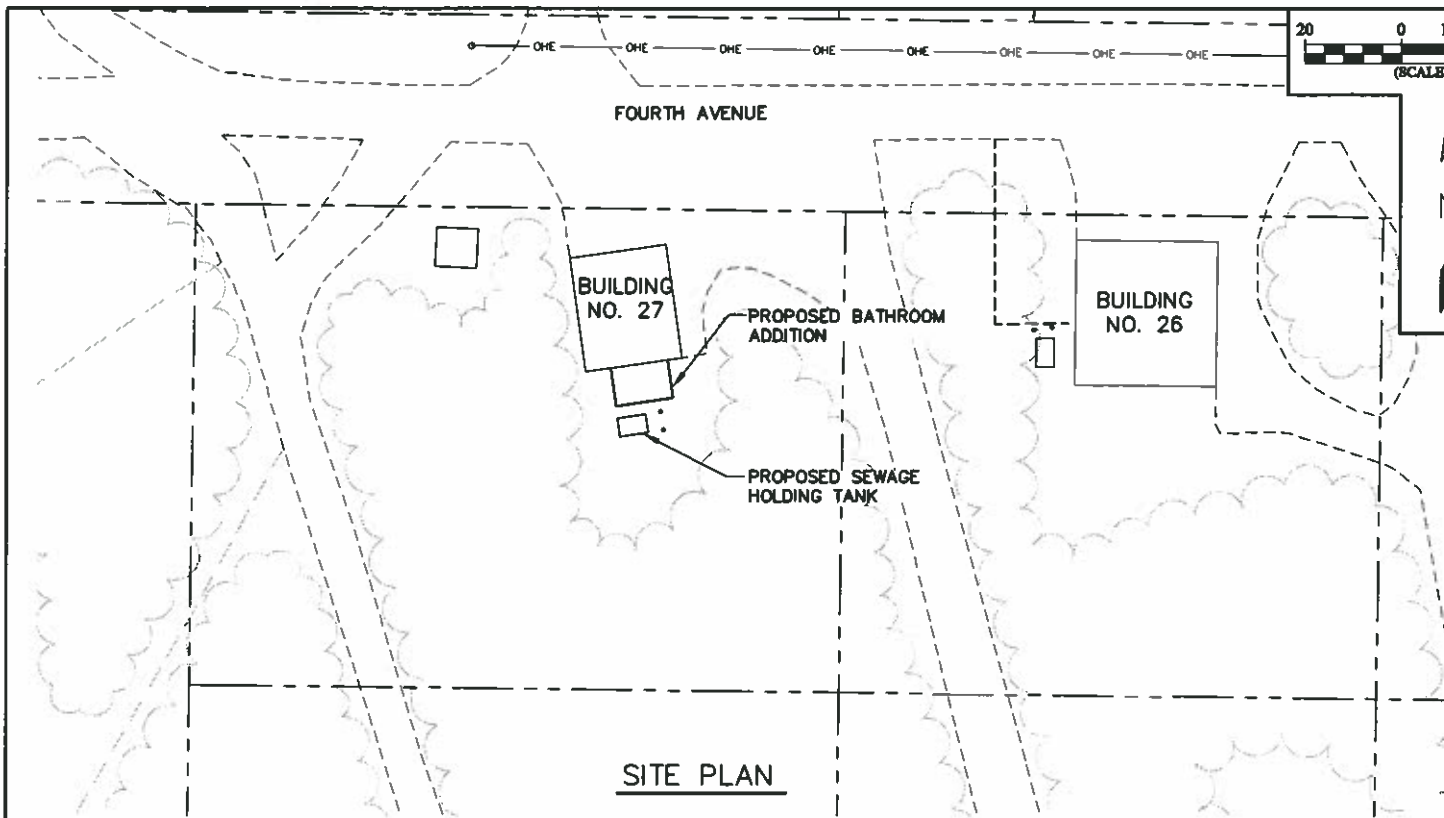 OHE OHE OHE OHE OHE OHE OHE OHE
20 0
(SCALE
FOURTH AVENUE
BUILDING
NO. 27
PROPOSED BATHROOM
ADDITION
BUILDING
NO. 26
PROPOSED SEWAGE
HOLDING TANK
SITE PLAN